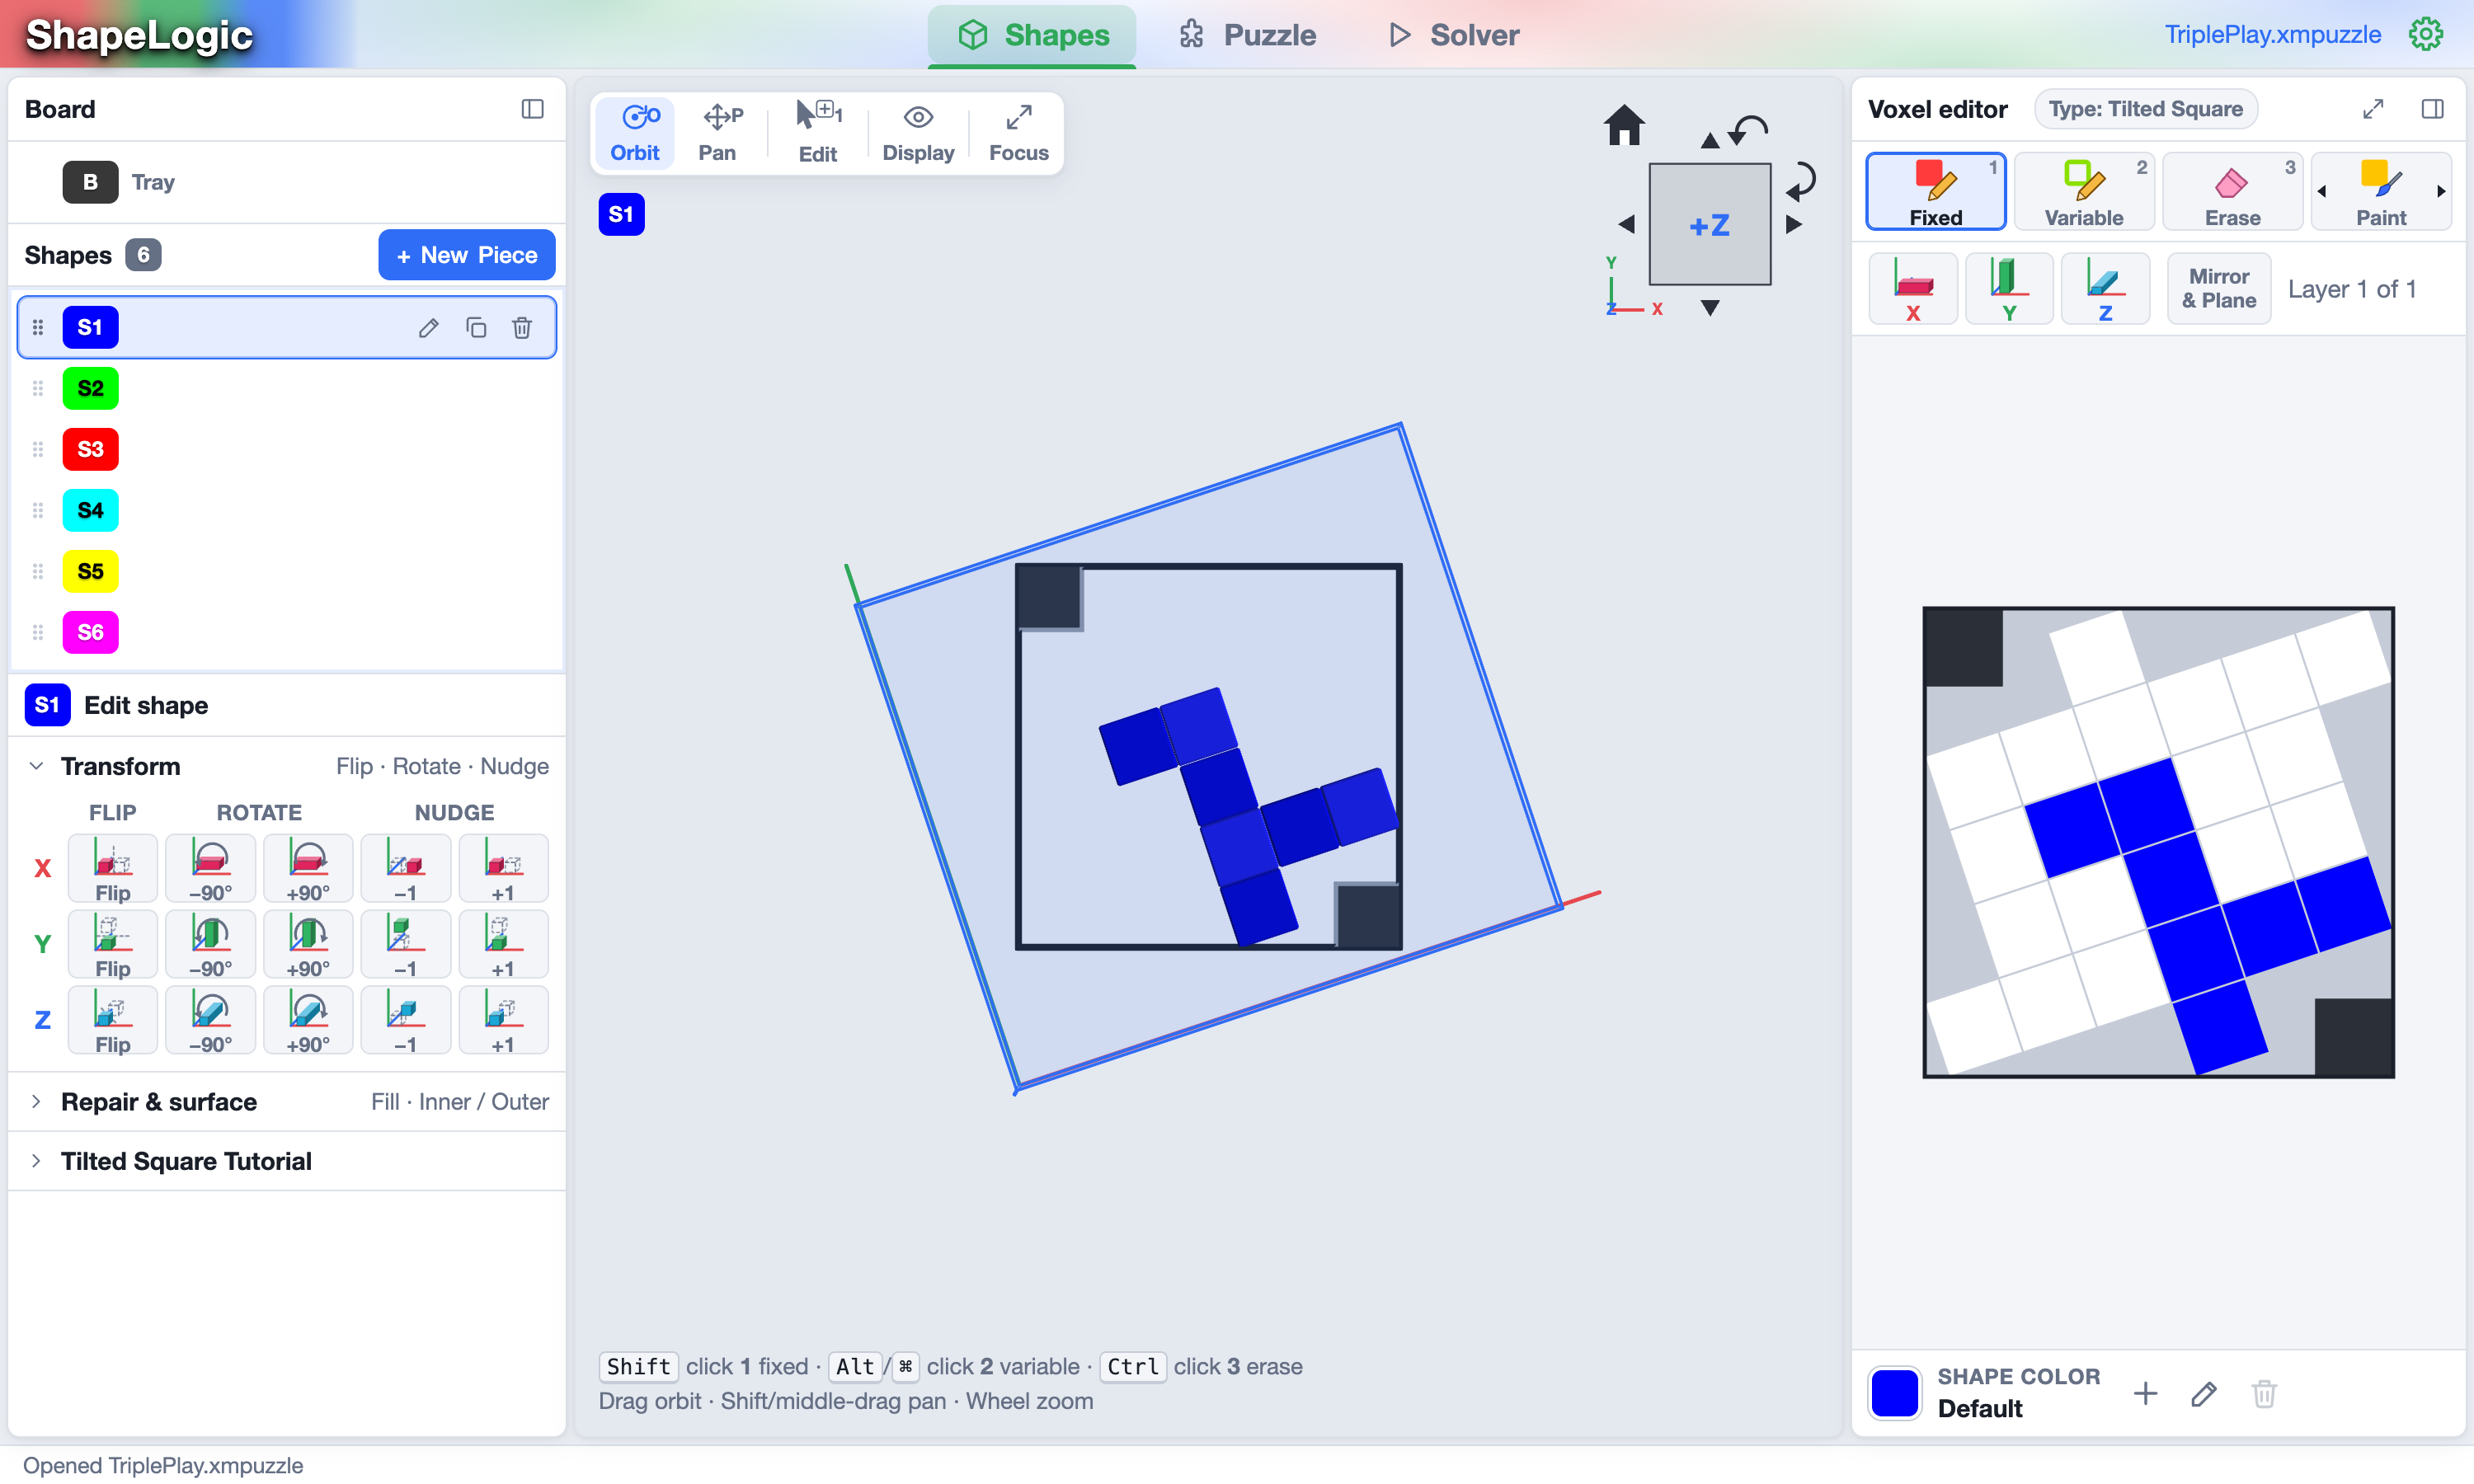 ShapeLogic
Shapes
Puzzle
Solver
TriplePlay.xmpuzzle
Board
B Tray
Shapes 6
+ New Piece
S1
S2
S3
S4
S5
S6
S1 Edit shape
Transform Flip · Rotate · Nudge
FLIP ROTATE NUDGE
X Flip −90° +90° −1 +1
Y Flip −90° +90° −1 +1
Z Flip −90° +90° −1 +1
Repair & surface Fill · Inner / Outer
Tilted Square Tutorial
O P 1
Orbit Pan Edit Display Focus
S1
+Z
Y
Z X
Shift click 1 fixed · Alt/⌘ click 2 variable · Ctrl click 3 erase
Drag orbit · Shift/middle-drag pan · Wheel zoom
Voxel editor Type: Tilted Square
1 2 3
Fixed Variable Erase Paint
X Y Z
Mirror
& Plane
Layer 1 of 1
SHAPE COLOR
Default
Opened TriplePlay.xmpuzzle